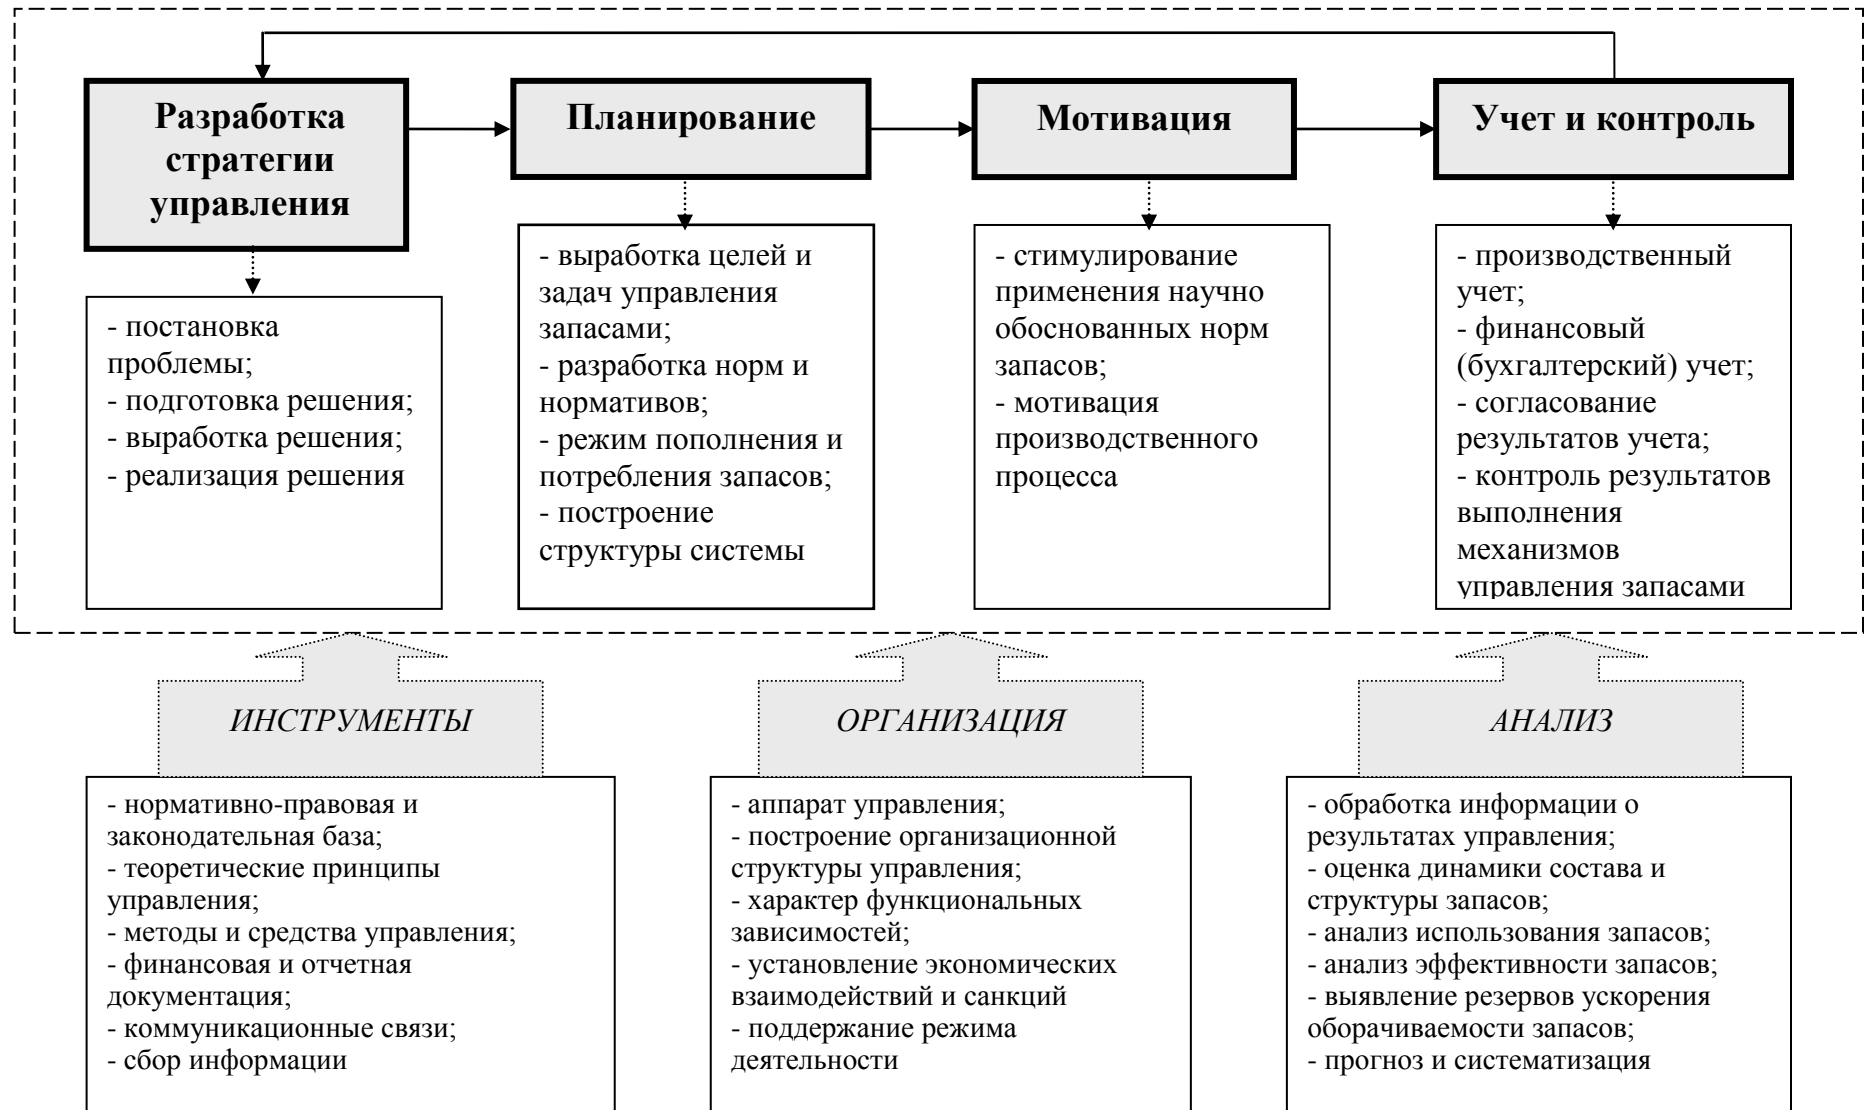 Разработка
стратегии
управления
Планирование
Мотивация
Учет и контроль
- постановка
проблемы;
- подготовка решения;
- выработка решения;
- реализация решения
- выработка целей и
задач управления
запасами;
- разработка норм и
нормативов;
- режим пополнения и
потребления запасов;
- построение
структуры системы
- стимулирование
применения научно
обоснованных норм
запасов;
- мотивация
производственного
процесса
- производственный
учет;
- финансовый
(бухгалтерский) учет;
- согласование
результатов учета;
- контроль результатов
выполнения
механизмов
управления запасами
ИНСТРУМЕНТЫ
ОРГАНИЗАЦИЯ
АНАЛИЗ
- нормативно-правовая и
законодательная база;
- теоретические принципы
управления;
- методы и средства управления;
- финансовая и отчетная
документация;
- коммуникационные связи;
- сбор информации
- аппарат управления;
- построение организационной
структуры управления;
- характер функциональных
зависимостей;
- установление экономических
взаимодействий и санкций
- поддержание режима
деятельности
- обработка информации о
результатах управления;
- оценка динамики состава и
структуры запасов;
- анализ использования запасов;
- анализ эффективности запасов;
- выявление резервов ускорения
оборачиваемости запасов;
- прогноз и систематизация